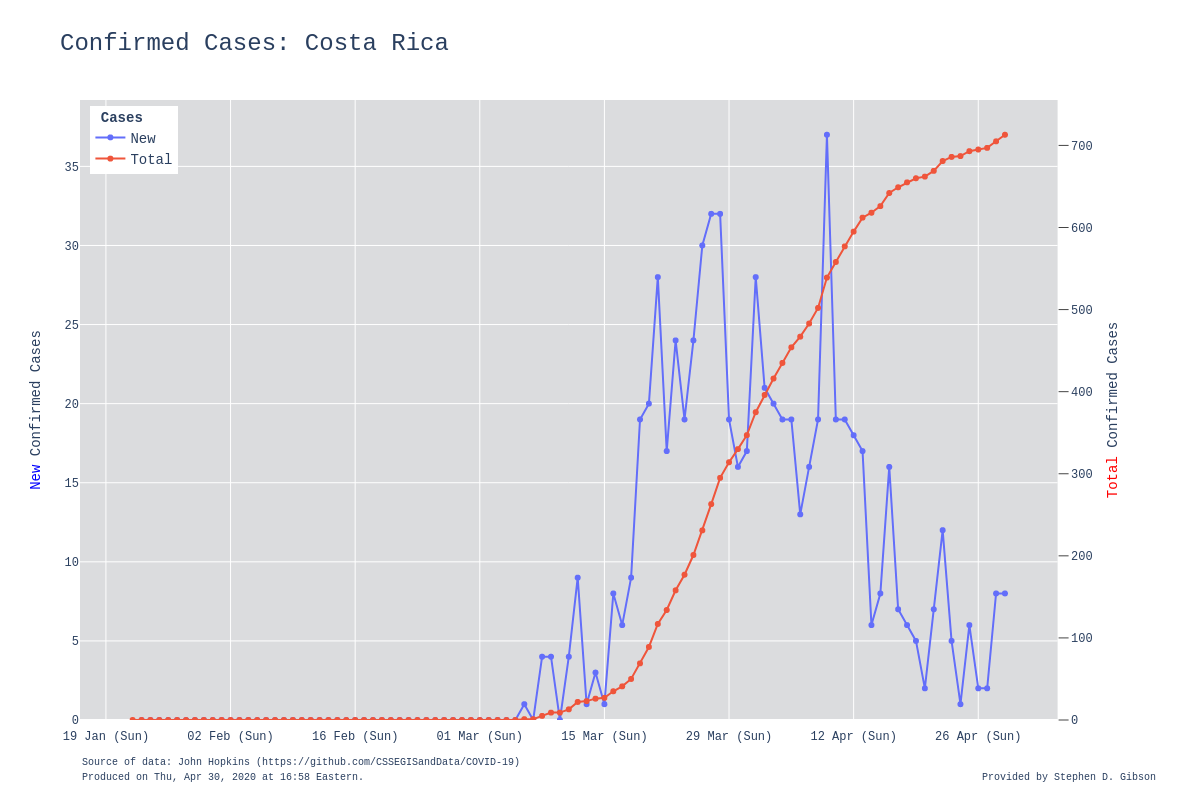 Confirmed Cases: Costa Rica
Cases
New
Total
35
30
25
20
15
10
5
0
New Confirmed Cases
700
600
500
400
300
200
100
0
Total Confirmed Cases
19 Jan (Sun) 02 Feb (Sun) 16 Feb (Sun) 01 Mar (Sun) 15 Mar (Sun) 29 Mar (Sun) 12 Apr (Sun) 26 Apr (Sun)
Source of data: John Hopkins (https://github.com/CSSEGISandData/COVID-19)
Produced on Thu, Apr 30, 2020 at 16:58 Eastern.
Provided by Stephen D. Gibson